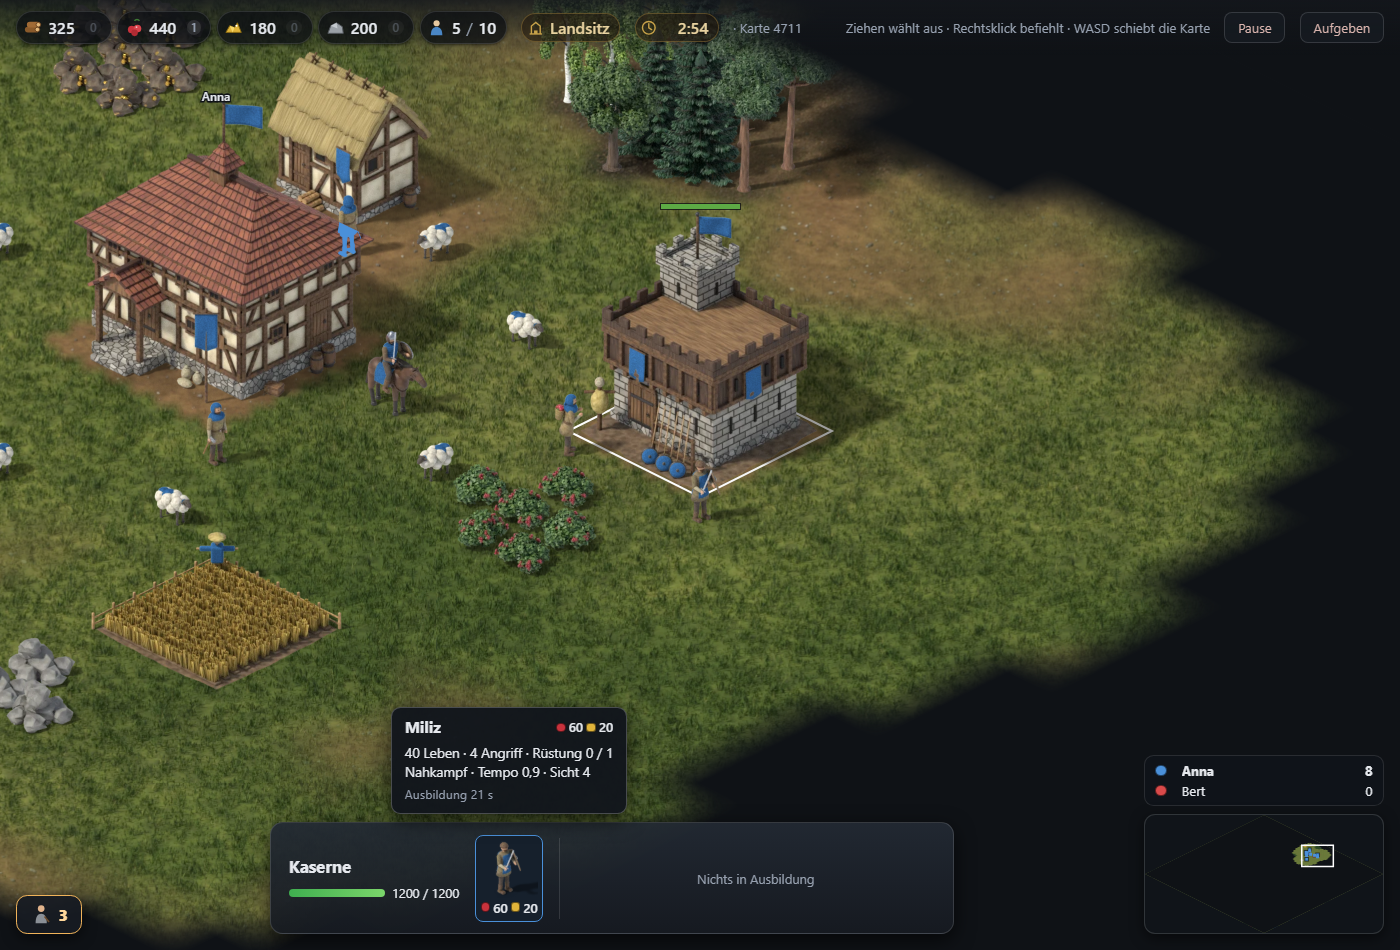 325 0 440 1 180 0 200 0 5 / 10 Landsitz 2:54 · Karte 4711 Ziehen wählt aus · Rechtsklick befiehlt · WASD schiebt die Karte Pause Aufgeben
Anna
Miliz 60 20
40 Leben · 4 Angriff · Rüstung 0 / 1
Nahkampf · Tempo 0,9 · Sicht 4
Ausbildung 21 s
Anna 8
Bert 0
Kaserne
1200 / 1200
60 20
Nichts in Ausbildung
3